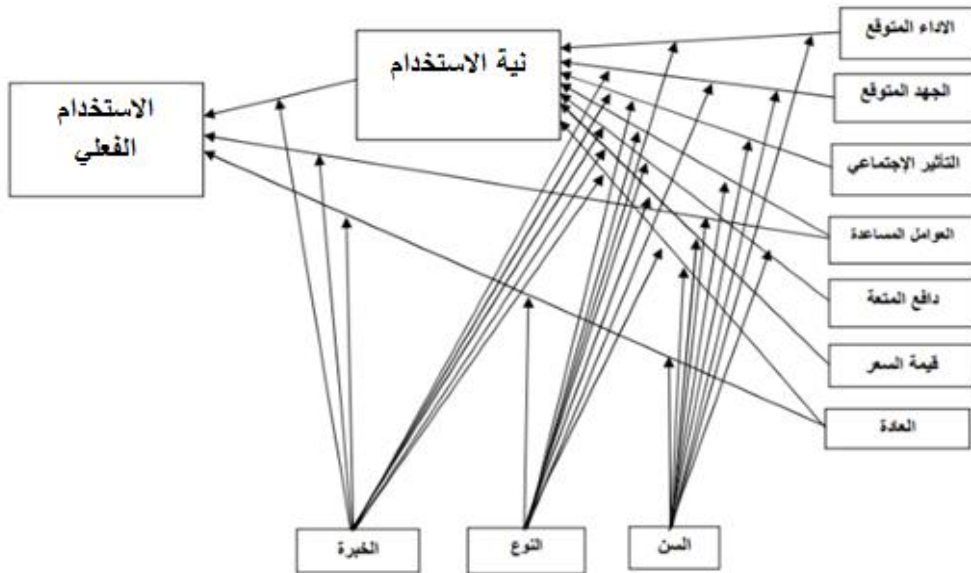 الاداء المتوقع
نية الاستخدام
الجهد المتوقع
الاستخدام
الفعلي
التأثير الإجتماعي
العوامل المساعدة
دافع المتعة
قيمة السعر
العادة
السن
النوع
الخبرة